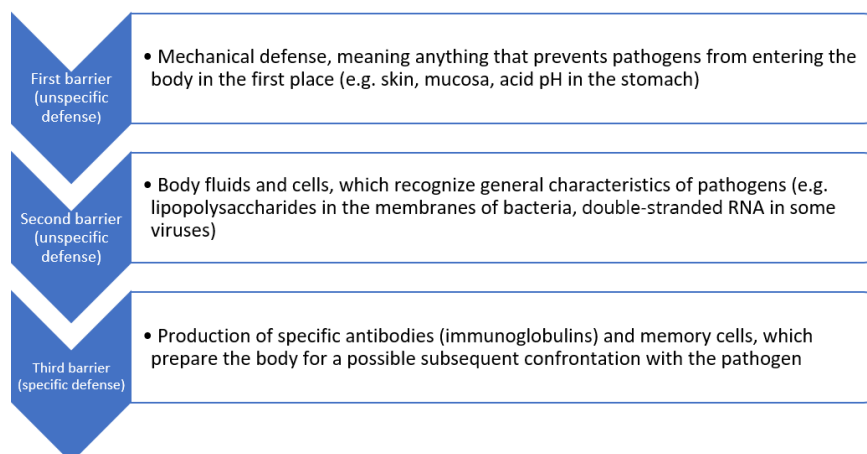 First barrier
(unspecific
defense)
• Mechanical defense, meaning anything that prevents pathogens from entering the
body in the first place (e.g. skin, mucosa, acid pH in the stomach)
Second barrier
(unspecific
defense)
• Body fluids and cells, which recognize general characteristics of pathogens (e.g.
lipopolysaccharides in the membranes of bacteria, double-stranded RNA in some
viruses)
Third barrier
(specific defense)
• Production of specific antibodies (immunoglobulins) and memory cells, which
prepare the body for a possible subsequent confrontation with the pathogen